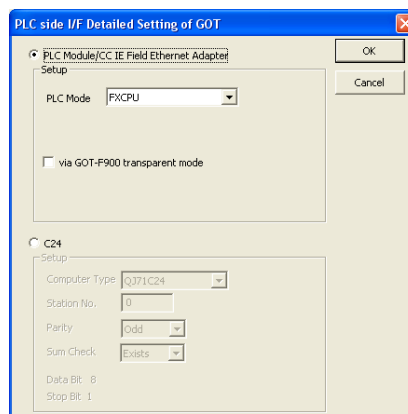 PLC side I/F Detailed Setting of GOT
PLC Module/CC IE Field Ethernet Adapter
OK
Cancel
Setup
PLC Mode FXCPU
via GOT-F900 transparent mode
C24
Setup
Computer Type QJ71C24
Station No. 0
Parity Odd
Sum Check Exists
Data Bit 8
Stop Bit 1